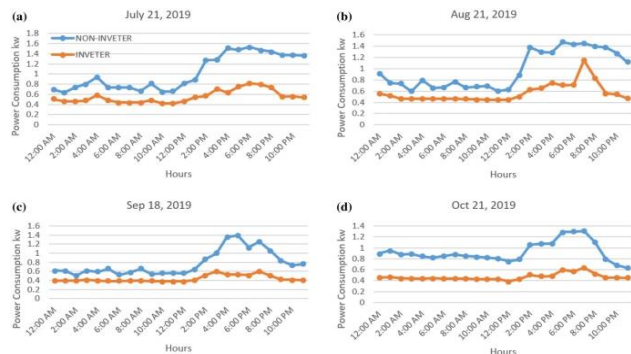 (a)
July 21, 2019
Power Consumption kw
1.8
1.6
1.4
1.2
1
0.8
0.6
0.4
0.2
0
NON-INVETER
INVETER
12:00 AM
2:00 AM
4:00 AM
6:00 AM
8:00 AM
10:00 AM
12:00 PM
2:00 PM
4:00 PM
6:00 PM
8:00 PM
10:00 PM
Hours
(b)
Aug 21, 2019
Power Consumption kw
1.6
1.4
1.2
1
0.8
0.6
0.4
0.2
0
12:00 AM
2:00 AM
4:00 AM
6:00 AM
8:00 AM
10:00 AM
12:00 PM
2:00 PM
4:00 PM
6:00 PM
8:00 PM
10:00 PM
Hours
(c)
Sep 18, 2019
Power Consumption kw
1.6
1.4
1.2
1
0.8
0.6
0.4
0.2
0
12:00 AM
2:00 AM
4:00 AM
6:00 AM
8:00 AM
10:00 AM
12:00 PM
2:00 PM
4:00 PM
6:00 PM
8:00 PM
10:00 PM
Hours
(d)
Oct 21, 2019
Power Consumption kw
1.4
1.2
1
0.8
0.6
0.4
0.2
0
12:00 AM
2:00 AM
4:00 AM
6:00 AM
8:00 AM
10:00 AM
12:00 PM
2:00 PM
4:00 PM
6:00 PM
8:00 PM
10:00 PM
Hours